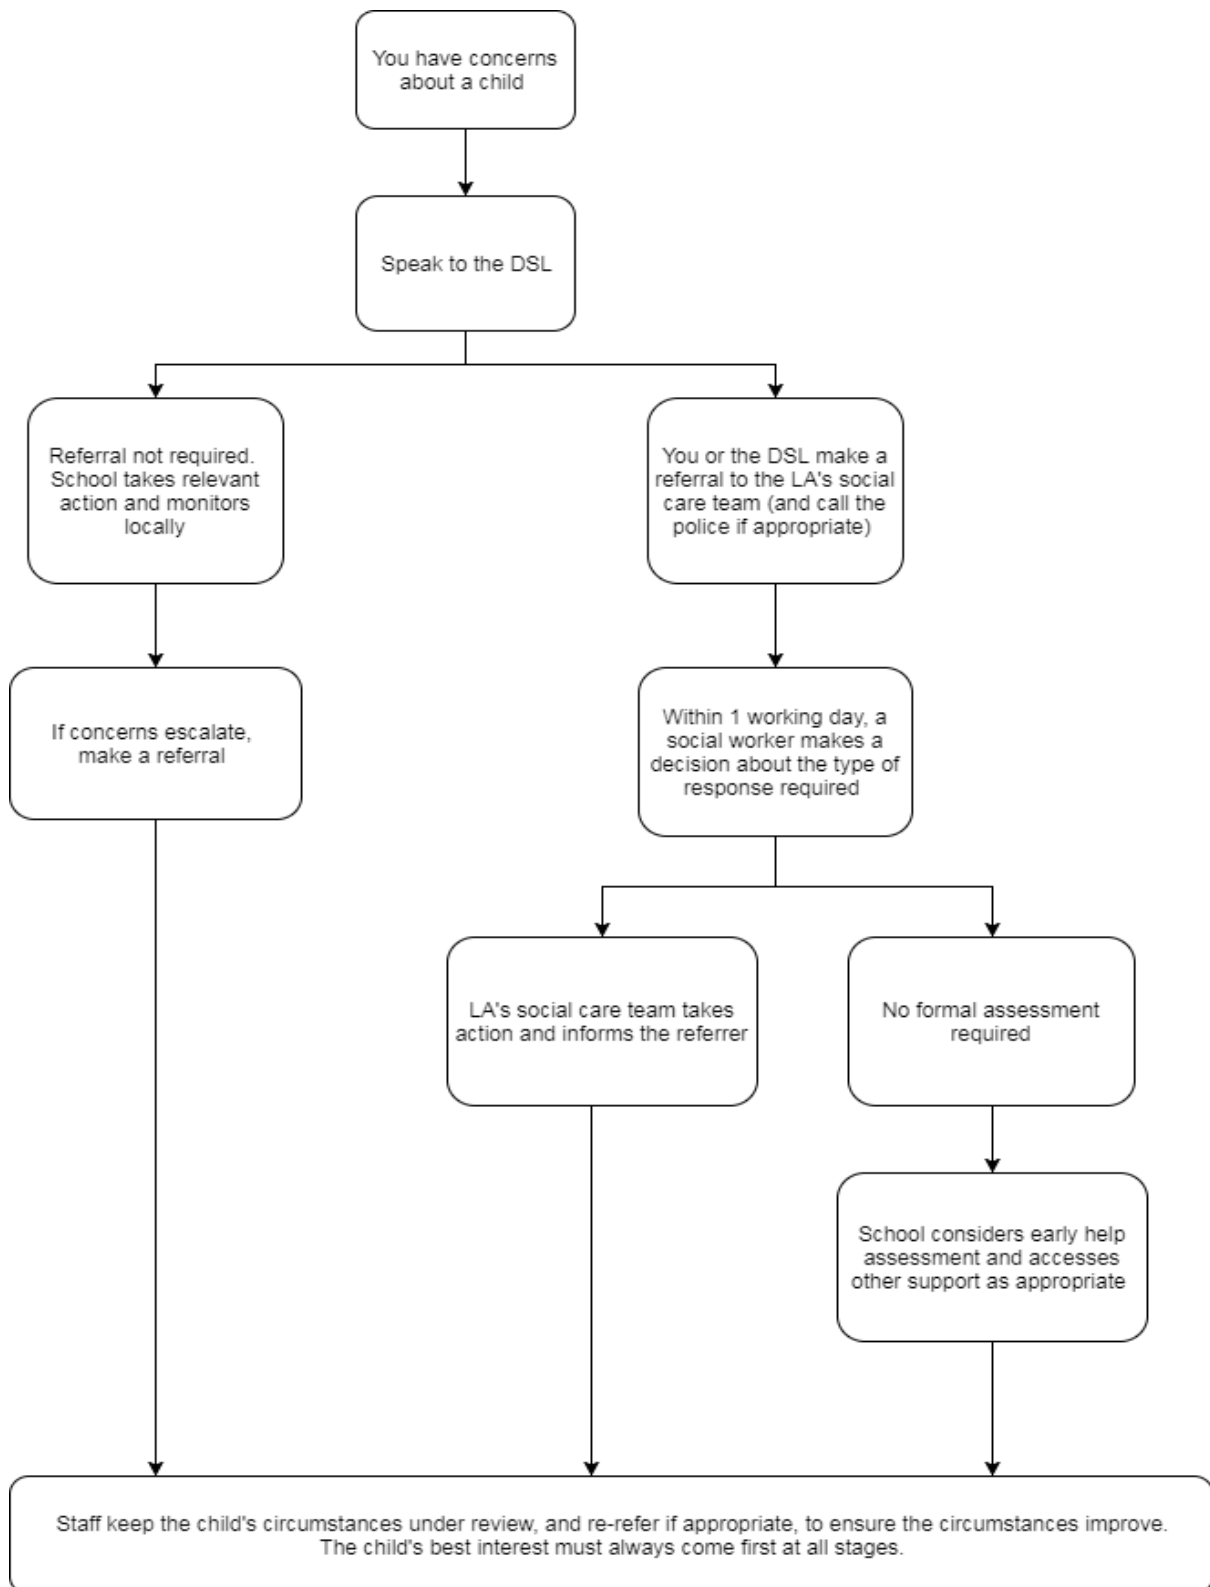 You have concerns
about a child
Speak to the DSL
Referral not required.
School takes relevant
action and monitors
locally
You or the DSL make a
referral to the LA's social
care team (and call the
police if appropriate)
If concerns escalate,
make a referral
Within 1 working day, a
social worker makes a
decision about the type of
response required
LA's social care team takes
action and informs the referrer
No formal assessment
required
School considers early help
assessment and accesses
other support as appropriate
Staff keep the child's circumstances under review, and re-refer if appropriate, to ensure the circumstances improve.
The child's best interest must always come first at all stages.